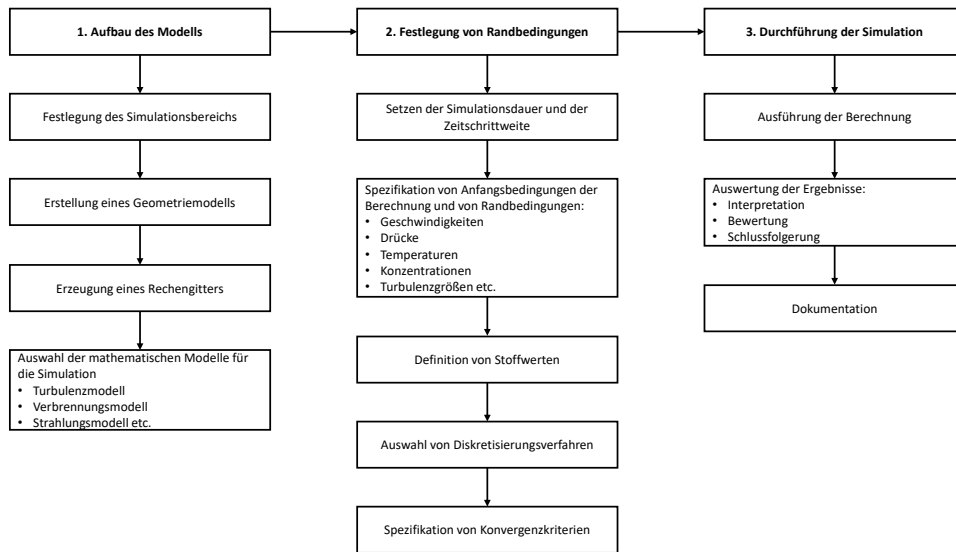 1. Aufbau des Modells
Festlegung des Simulationsbereichs
Erstellung eines Geometriemodells
Erzeugung eines Rechengitters
Auswahl der mathematischen Modelle für
die Simulation
• Turbulenzmodell
• Verbrennungsmodell
• Strahlungsmodell etc.
2. Festlegung von Randbedingungen
Setzen der Simulationsdauer und der
Zeitschrittweite
Spezifikation von Anfangsbedingungen der
Berechnung und von Randbedingungen:
• Geschwindigkeiten
• Drücke
• Temperaturen
• Konzentrationen
• Turbulenzgrößen etc.
Definition von Stoffwerten
Auswahl von Diskretisierungsverfahren
Spezifikation von Konvergenzkriterien
3. Durchführung der Simulation
Ausführung der Berechnung
Auswertung der Ergebnisse:
• Interpretation
• Bewertung
• Schlussfolgerung
Dokumentation